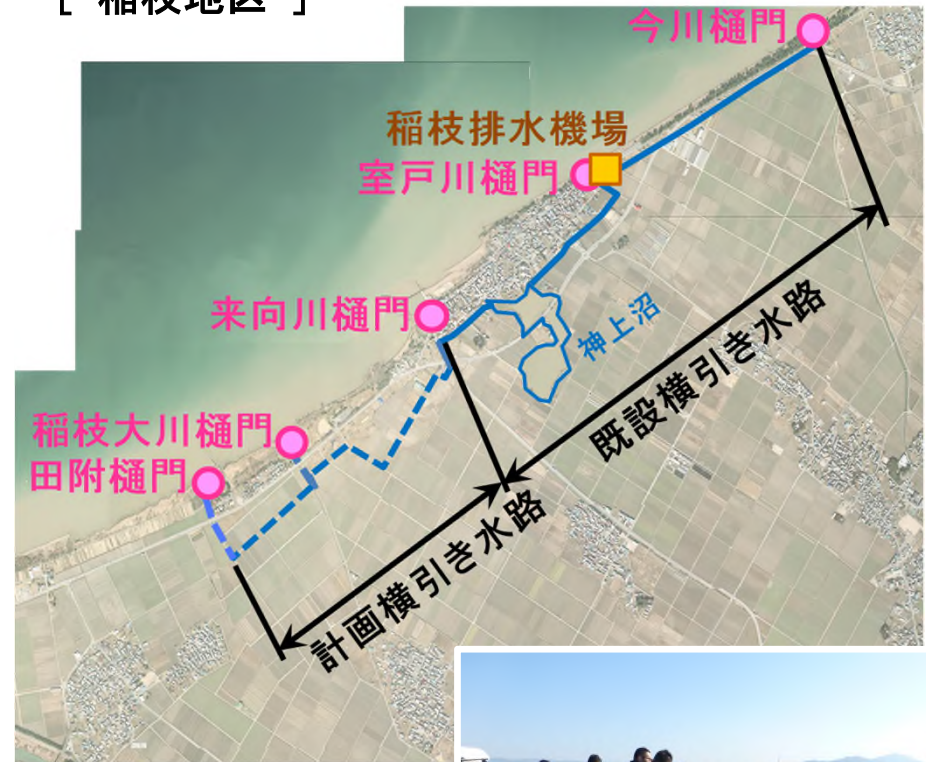 [ 稲枝地区 ]
今川樋門
稲枝排水機場
室戸川樋門
来向川樋門
神上沼
既設横引き水路
稲枝大川樋門
田附樋門
計画横引き水路